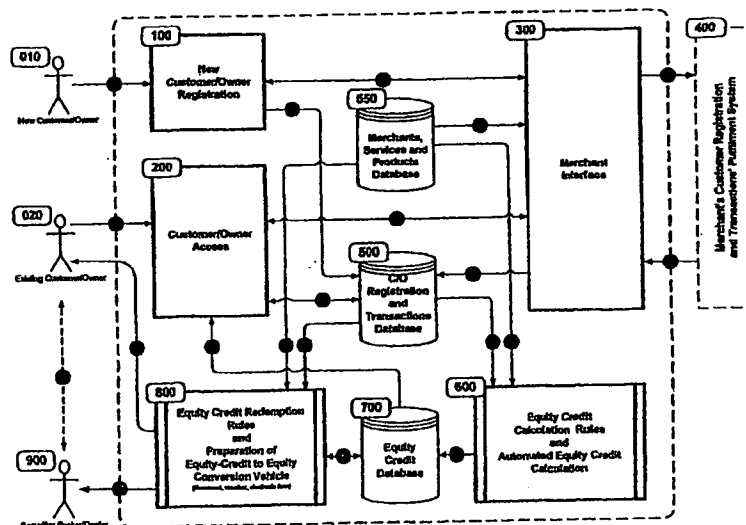 010
New Customer/Owner
100
New
Customer/Owner
Registration
300
Merchant
Interface
400
Merchant's Customer Registration
and Transactions' Fulfillment System
550
Merchants,
Services and
Products
Database
200
Customer/Owner
Access
020
Existing Customer/Owner
500
C/O
Registration
and
Transactions
Database
800
Equity Credit Redemption
Rules
and
Preparation of
Equity-Credit to Equity
Conversion Vehicle
700
Equity
Credit
Database
600
Equity Credit
Calculation Rules
and
Automated Equity Credit
Calculation
900